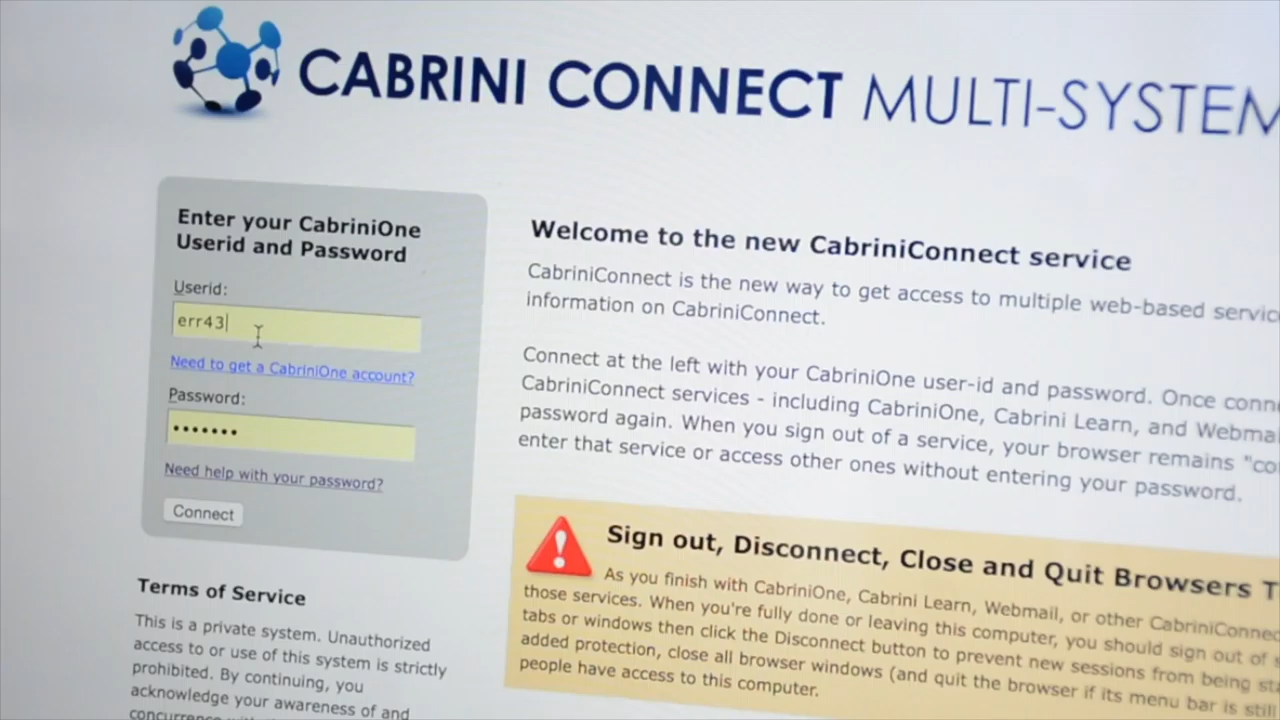 CABRINI CONNECT MULTI-SYSTEM
Enter your CabriniOne
Userid and Password
Userid:
err43
Need to get a CabriniOne account?
Password:
•••••••
Need help with your password?
Connect
Terms of Service
This is a private system. Unauthorized
access to or use of this system is strictly
prohibited. By continuing, you
acknowledge your awareness of and
concurrence
Welcome to the new CabriniConnect service
CabriniConnect is the new way to get access to multiple web-based
information on CabriniConnect.
Connect at the left with your CabriniOne user-id and password. Once
CabriniConnect services - including CabriniOne, Cabrini Learn, and Webmail
password again. When you sign out of a service, your browser remains
enter that service or access other ones without entering your password.
Sign out, Disconnect, Close and Quit Browsers
As you finish with CabriniOne, Cabrini Learn, Webmail, or other
those services. When you're fully done or leaving this computer, you should sign out of
tabs or windows then click the Disconnect button to prevent new sessions from being
added protection, close all browser windows (and quit the browser if its menu bar is still
people have access to this computer.